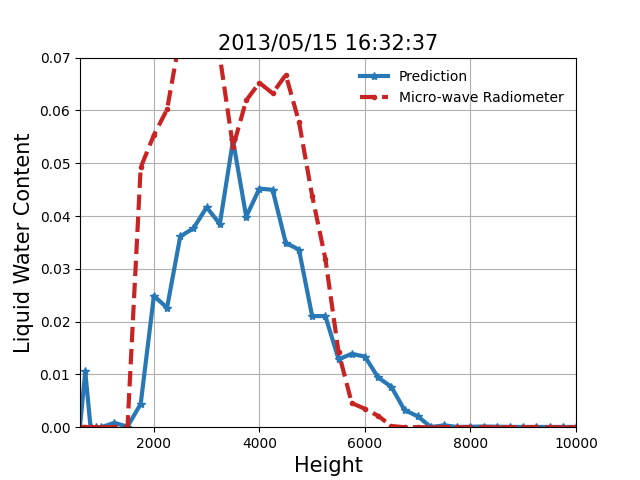 2013/05/15 16:32:37
Prediction
Micro-wave Radiometer
Liquid Water Content
0.07
0.06
0.05
0.04
0.03
0.02
0.01
0.00
2000 4000 6000 8000 10000
Height